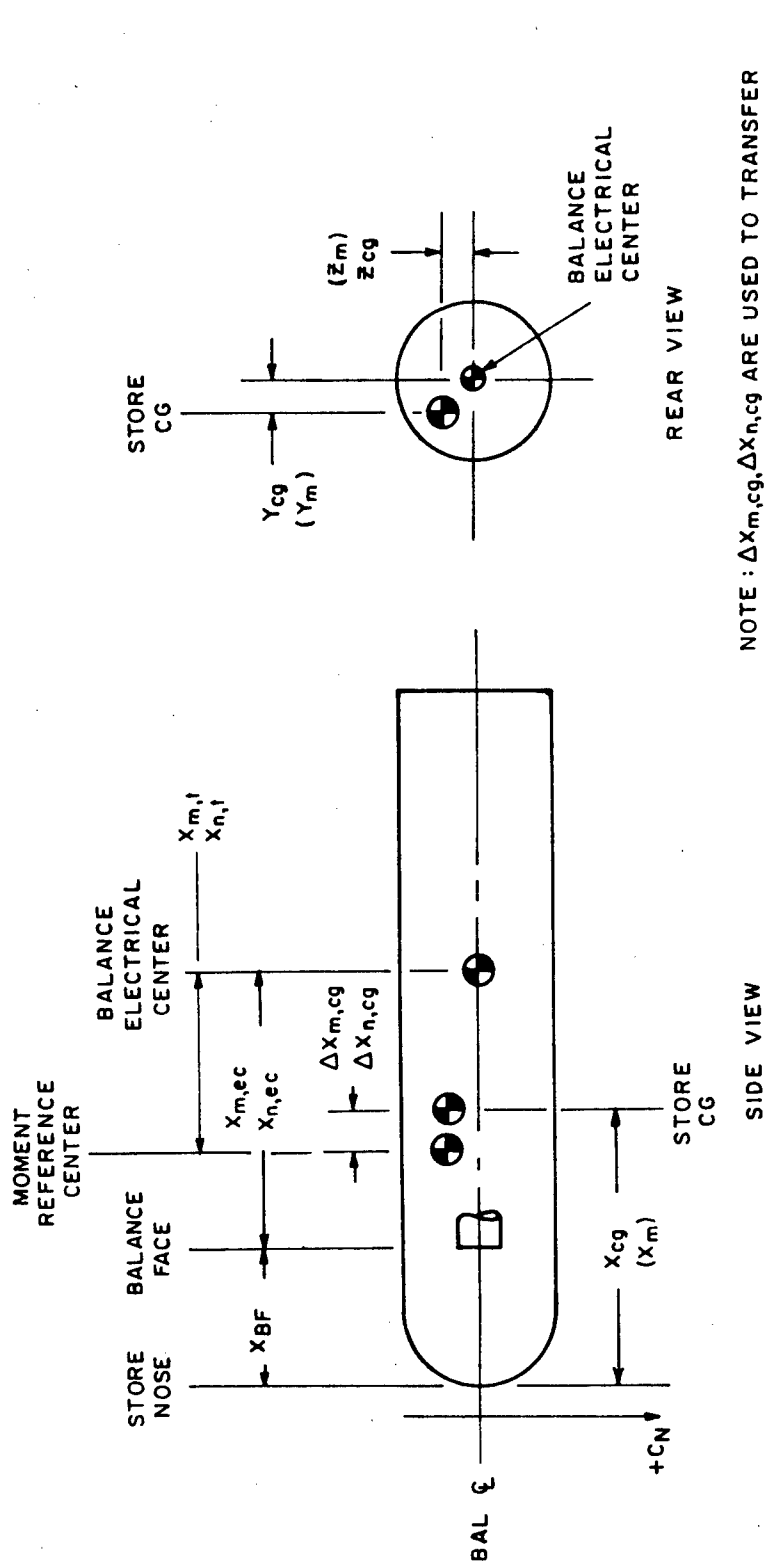 MOMENT
REFERENCE
CENTER
STORE
NOSE
BALANCE
FACE
BALANCE
ELECTRICAL
CENTER
Xm,t
Xn,t
XBF
Xm,ec
Xn,ec
ΔXm,cg
ΔXn,cg
BAL ℄
+CN
Xcg
(Xm)
STORE
CG
SIDE VIEW
STORE
CG
Ycg
(Ym)
(Z̄m)
Z̄cg
BALANCE
ELECTRICAL
CENTER
REAR VIEW
NOTE : ΔXm,cg,ΔXn,cg ARE USED TO TRANSFER